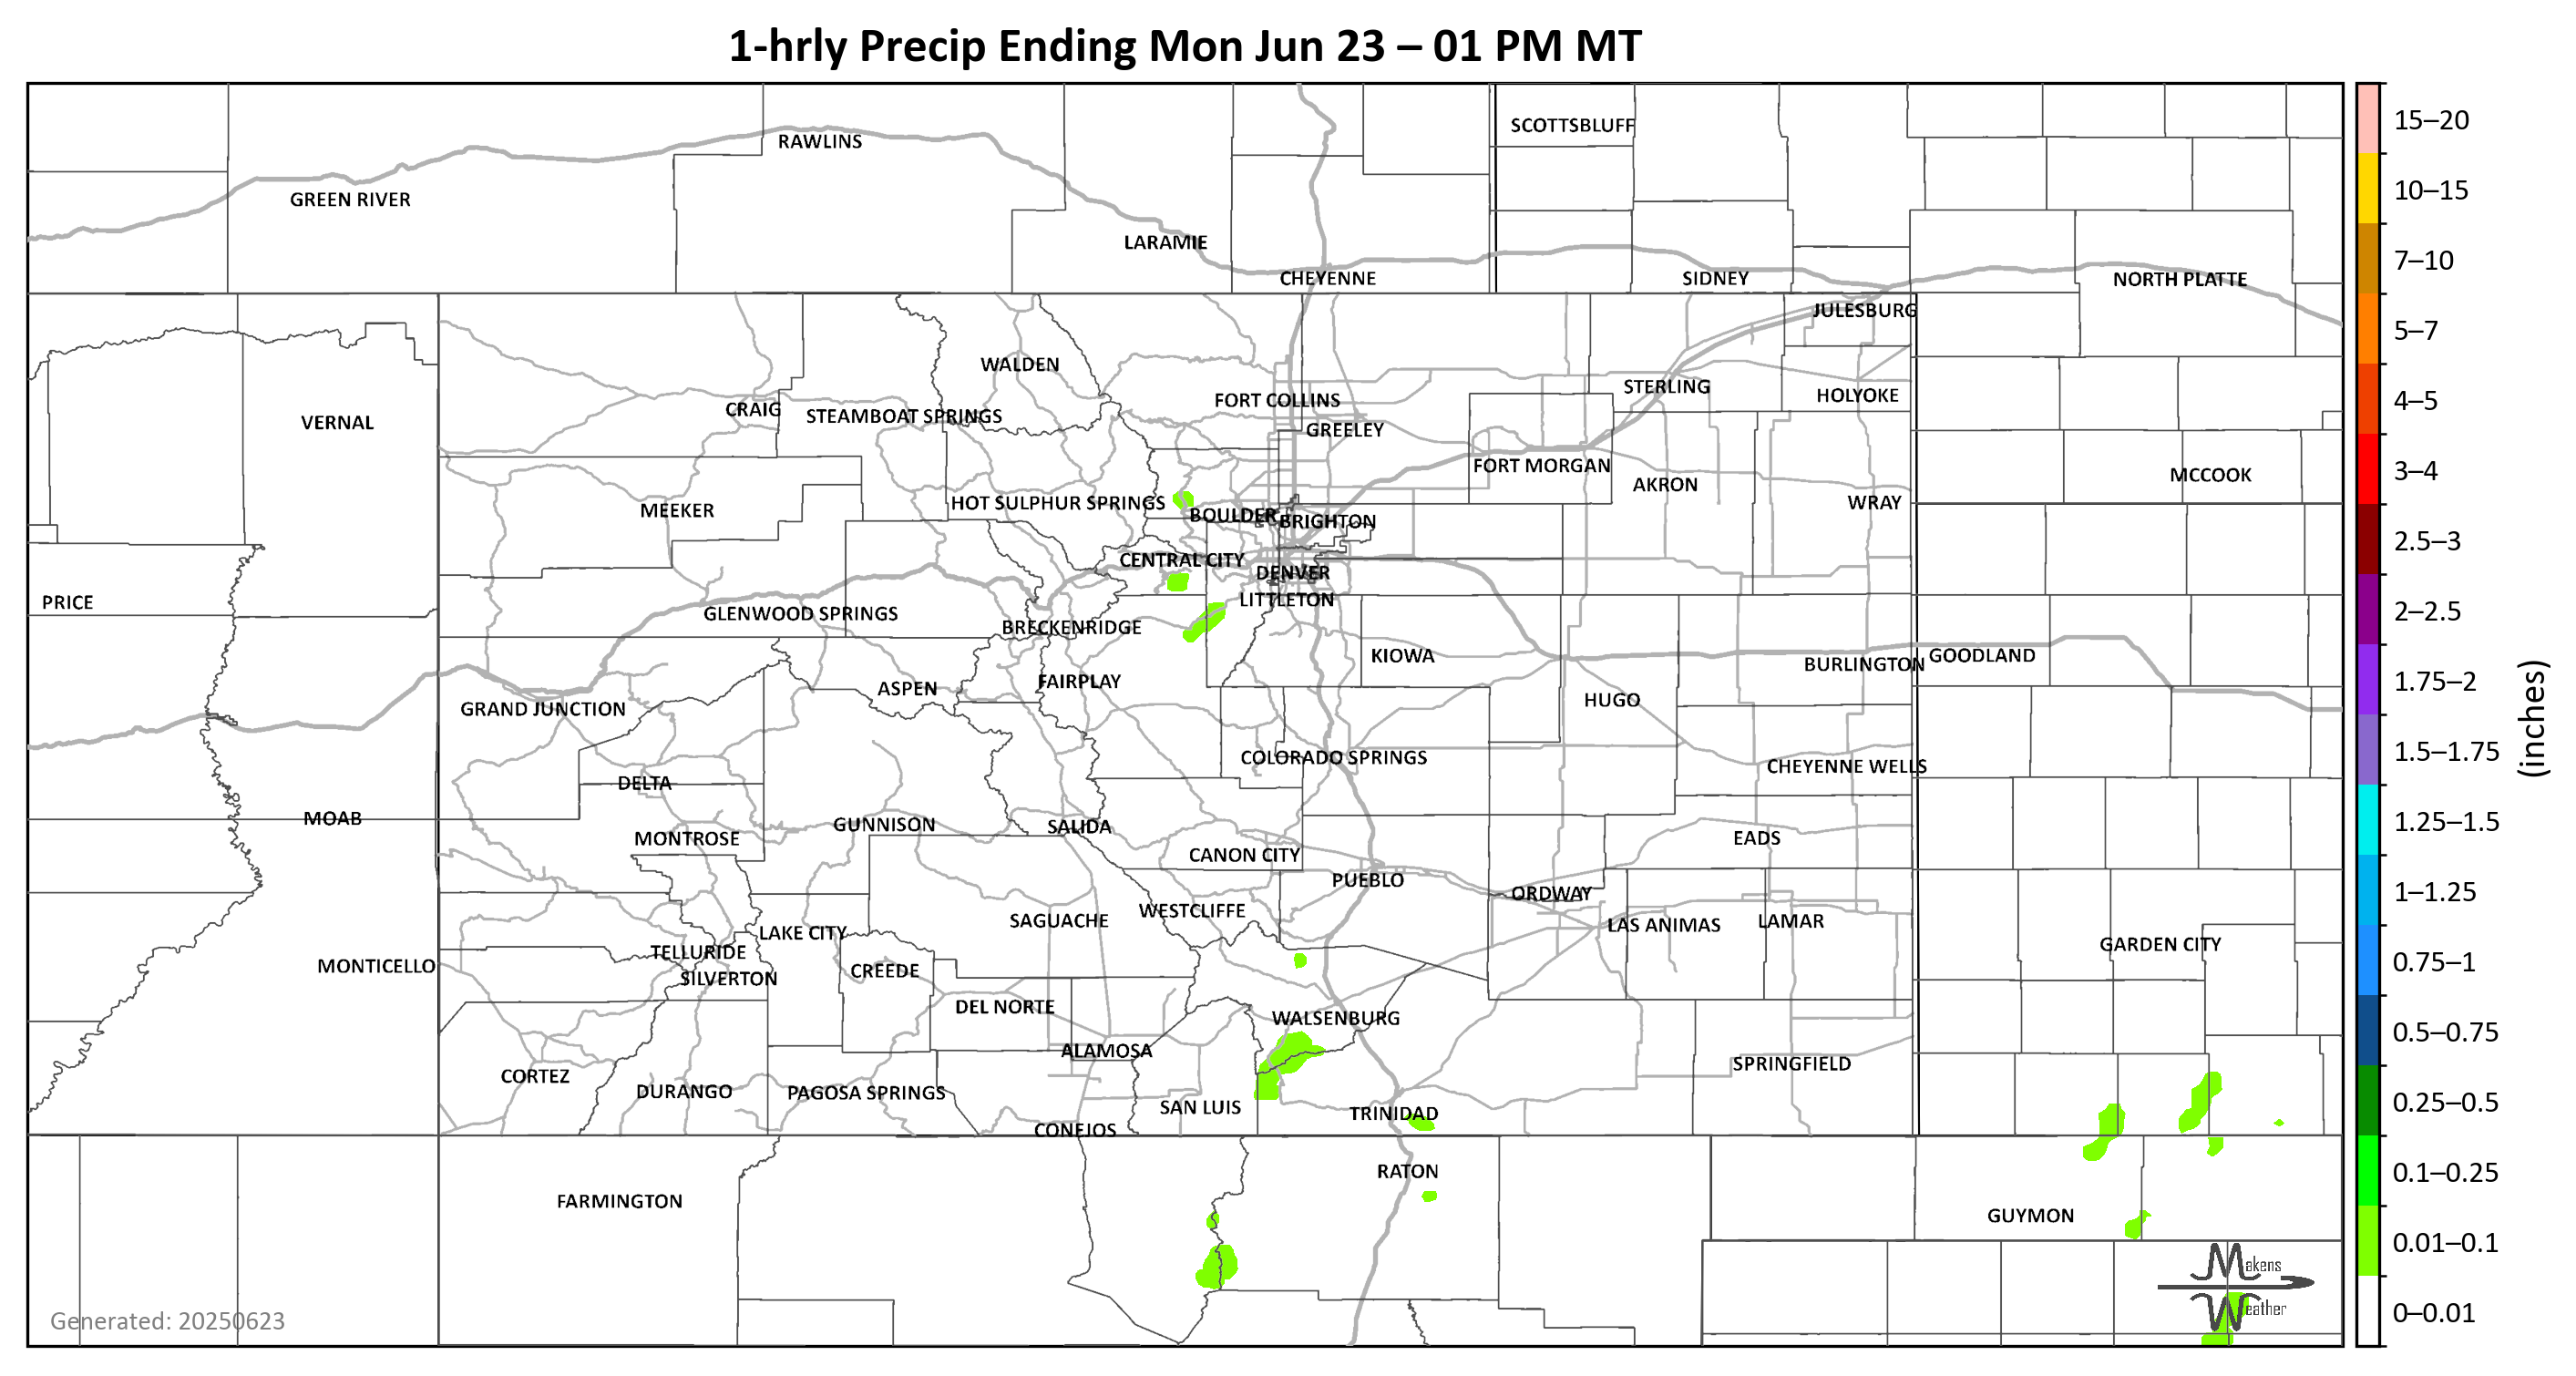 1-hrly Precip Ending Mon Jun 23 – 01 PM MT
SCOTTSBLUFF
RAWLINS
GREEN RIVER
LARAMIE
CHEYENNE
SIDNEY
NORTH PLATTE
JULESBURG
WALDEN
STERLING
HOLYOKE
FORT COLLINS
CRAIG
STEAMBOAT SPRINGS
VERNAL
GREELEY
FORT MORGAN
MCCOOK
AKRON
HOT SULPHUR SPRINGS
WRAY
MEEKER
BOULDER
BRIGHTON
CENTRAL CITY
DENVER
LITTLETON
PRICE
GLENWOOD SPRINGS
BRECKENRIDGE
KIOWA
BURLINGTON
GOODLAND
FAIRPLAY
ASPEN
HUGO
GRAND JUNCTION
COLORADO SPRINGS
CHEYENNE WELLS
DELTA
MOAB
GUNNISON
SALIDA
MONTROSE
EADS
CANON CITY
PUEBLO
ORDWAY
WESTCLIFFE
SAGUACHE
LAS ANIMAS
LAMAR
LAKE CITY
GARDEN CITY
TELLURIDE
MONTICELLO
CREEDE
SILVERTON
DEL NORTE
WALSENBURG
ALAMOSA
SPRINGFIELD
CORTEZ
DURANGO
PAGOSA SPRINGS
SAN LUIS
TRINIDAD
CONEJOS
RATON
FARMINGTON
GUYMON
Makens
Weather
Generated: 20250623
15–20
10–15
7–10
5–7
4–5
3–4
2.5–3
2–2.5
1.75–2
1.5–1.75
1.25–1.5
1–1.25
0.75–1
0.5–0.75
0.25–0.5
0.1–0.25
0.01–0.1
0–0.01
(inches)